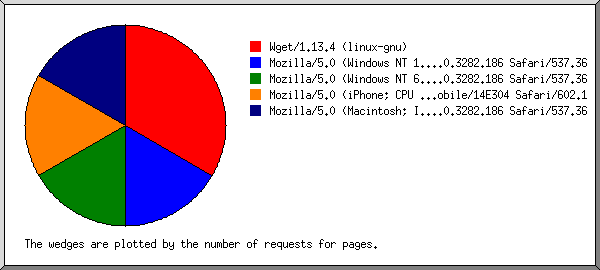 Wget/1.13.4 (linux-gnu)
Mozilla/5.0 (Windows NT 1....0.3282.186 Safari/537.36
Mozilla/5.0 (Windows NT 6....0.3282.186 Safari/537.36
Mozilla/5.0 (iPhone; CPU ...obile/14E304 Safari/602.1
Mozilla/5.0 (Macintosh; I....0.3282.186 Safari/537.36
The wedges are plotted by the number of requests for pages.